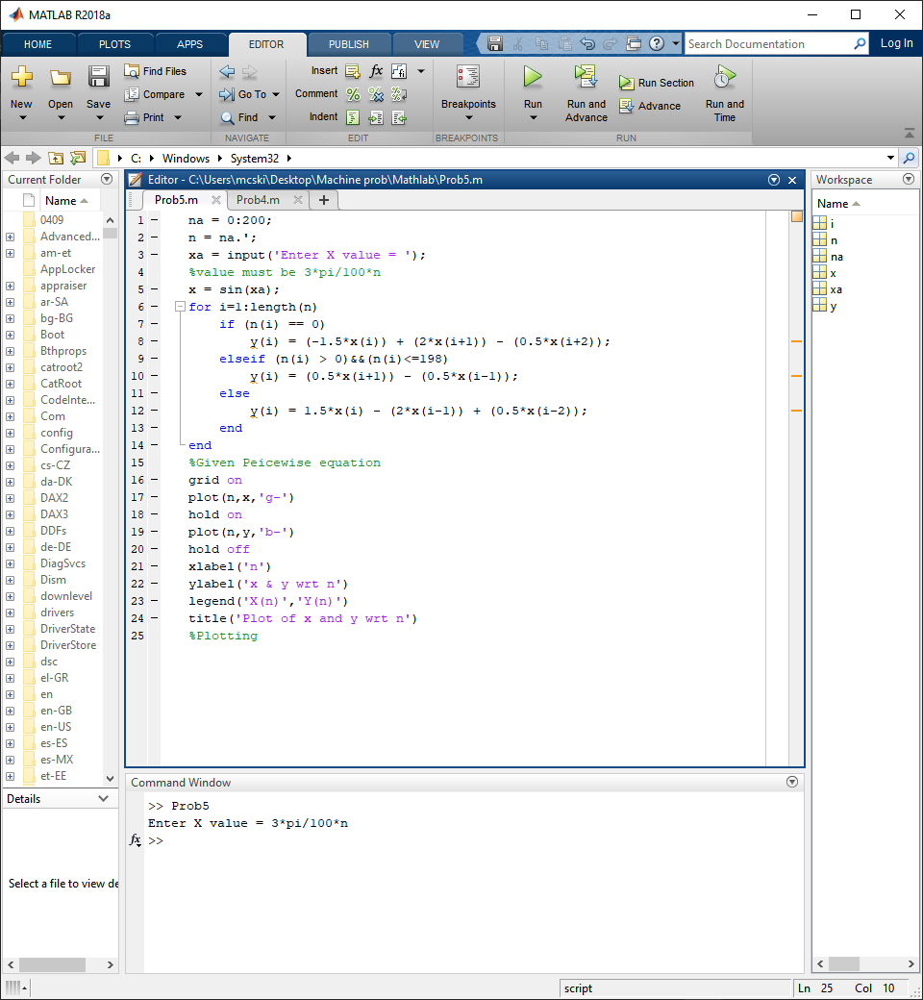 MATLAB R2018a
HOME PLOTS APPS EDITOR PUBLISH VIEW Search Documentation Log In
New Open Save Find Files Compare Print FILE
Go To Find NAVIGATE
Insert fx Comment Indent EDIT
Breakpoints BREAKPOINTS
Run Run and Advance Run Section Advance Run and Time RUN
C: Windows System32
Current Folder
Name
0409
Advanced...
am-et
AppLocker
appraiser
ar-SA
bg-BG
Boot
Bthprops
catroot2
CatRoot
CodeInte...
Com
config
Configura...
cs-CZ
da-DK
DAX2
DAX3
DDFs
de-DE
DiagSvcs
Dism
downlevel
drivers
DriverState
DriverStore
dsc
el-GR
en
en-GB
en-US
es-ES
es-MX
et-EE
Details
Select a file to view de
Editor - C:\Users\mcski\Desktop\Machine prob\Mathlab\Prob5.m
Prob5.m Prob4.m +
1 - na = 0:200;
2 - n = na.';
3 - xa = input('Enter X value = ');
4 %value must be 3*pi/100*n
5 - x = sin(xa);
6 - for i=1:length(n)
7 - if (n(i) == 0)
8 - y(i) = (-1.5*x(i)) + (2*x(i+1)) - (0.5*x(i+2));
9 - elseif (n(i) > 0)&&(n(i)<=198)
10 - y(i) = (0.5*x(i+1)) - (0.5*x(i-1));
11 - else
12 - y(i) = 1.5*x(i) - (2*x(i-1)) + (0.5*x(i-2));
13 - end
14 - end
15 %Given Peicewise equation
16 - grid on
17 - plot(n,x,'g-')
18 - hold on
19 - plot(n,y,'b-')
20 - hold off
21 - xlabel('n')
22 - ylabel('x & y wrt n')
23 - legend('X(n)','Y(n)')
24 - title('Plot of x and y wrt n')
25 %Plotting
Command Window
>> Prob5
Enter X value = 3*pi/100*n
fx >>
Workspace
Name
i
n
na
x
xa
y
script Ln 25 Col 10